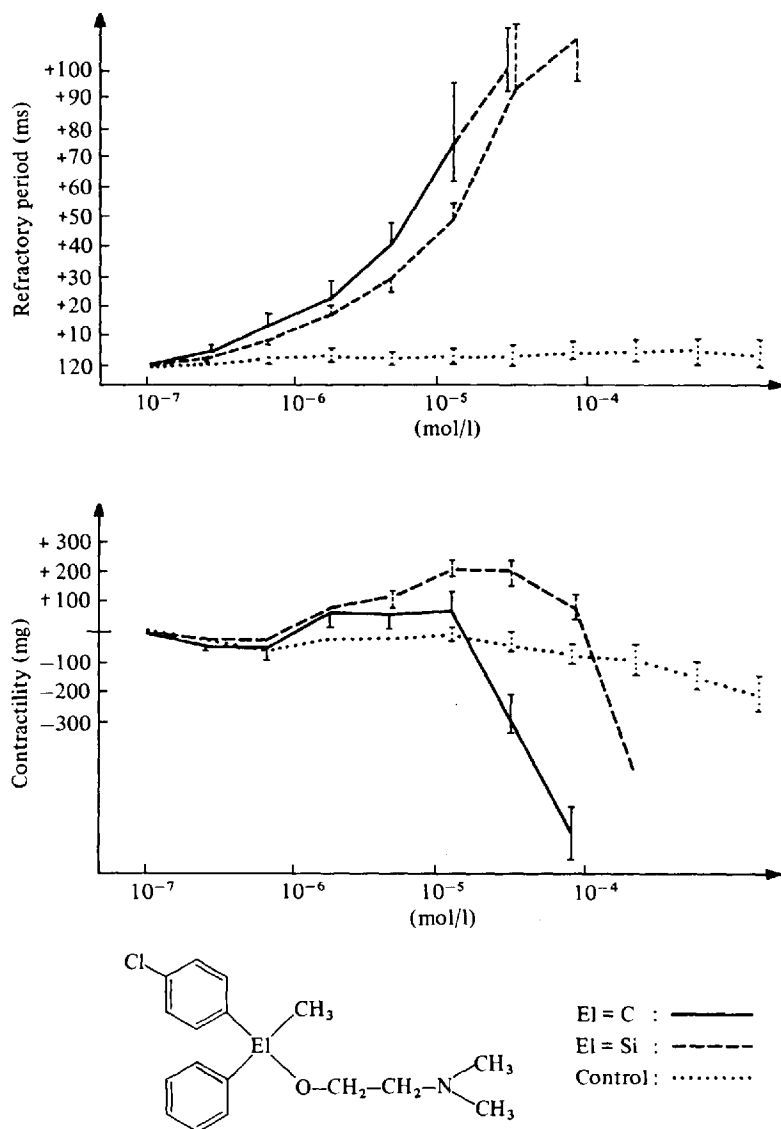 Refractory period (ms)
+100
+90
+80
+70
+60
+50
+40
+30
+20
+10
120
10⁻⁷ 10⁻⁶ 10⁻⁵ 10⁻⁴
(mol/l)
Contractility (mg)
+ 300
+ 200
+ 100
−100
−200
−300
10⁻⁷ 10⁻⁶ 10⁻⁵ 10⁻⁴
(mol/l)
Cl
CH₃
El
O—CH₂—CH₂—N
CH₃
CH₃
El = C :
El = Si :
Control :